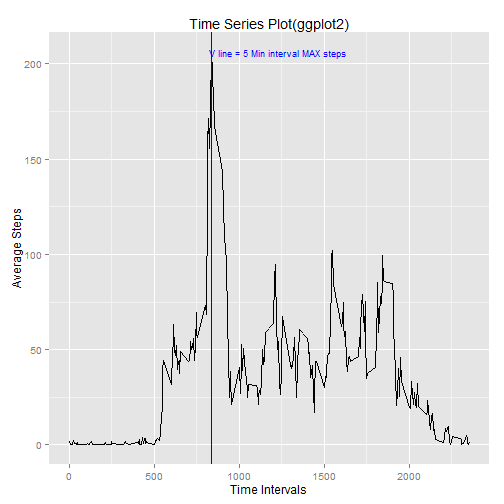 Time Series Plot(ggplot2)
V line = 5 Min interval MAX steps
200
150
100
50
0
Average Steps
0 500 1000 1500 2000
Time Intervals